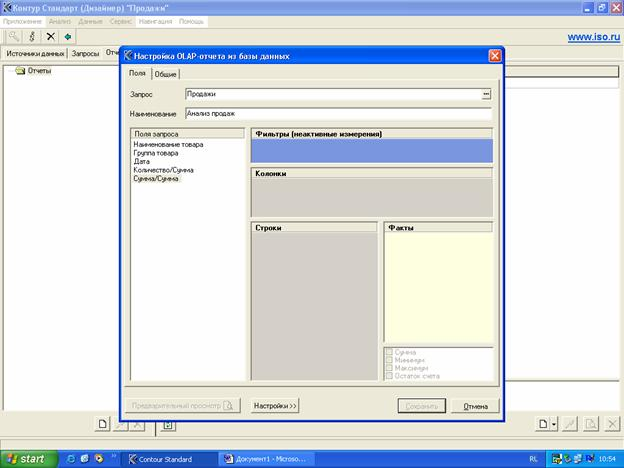 Контур Стандарт (Дизайнер) "Продажи"
Приложение Анализ Данные Сервис Навигация Помощь
www.iso.ru
Источники данных Запросы
Отчеты
Настройка OLAP-отчета из базы данных
Поля Общие
Запрос Продажи ...
Наименование Анализ продаж
Поля запроса
Наименование товара
Группа товара
Дата
Количество/Сумма
Сумма/Сумма
Фильтры (неактивные измерения)
Колонки
Строки
Факты
Сумма
Минимум
Максимум
Остаток счета
Предварительный просмотр Настройки >> Сохранить Отмена
start Contour Standard Документ1 - Microso... RL 10:54